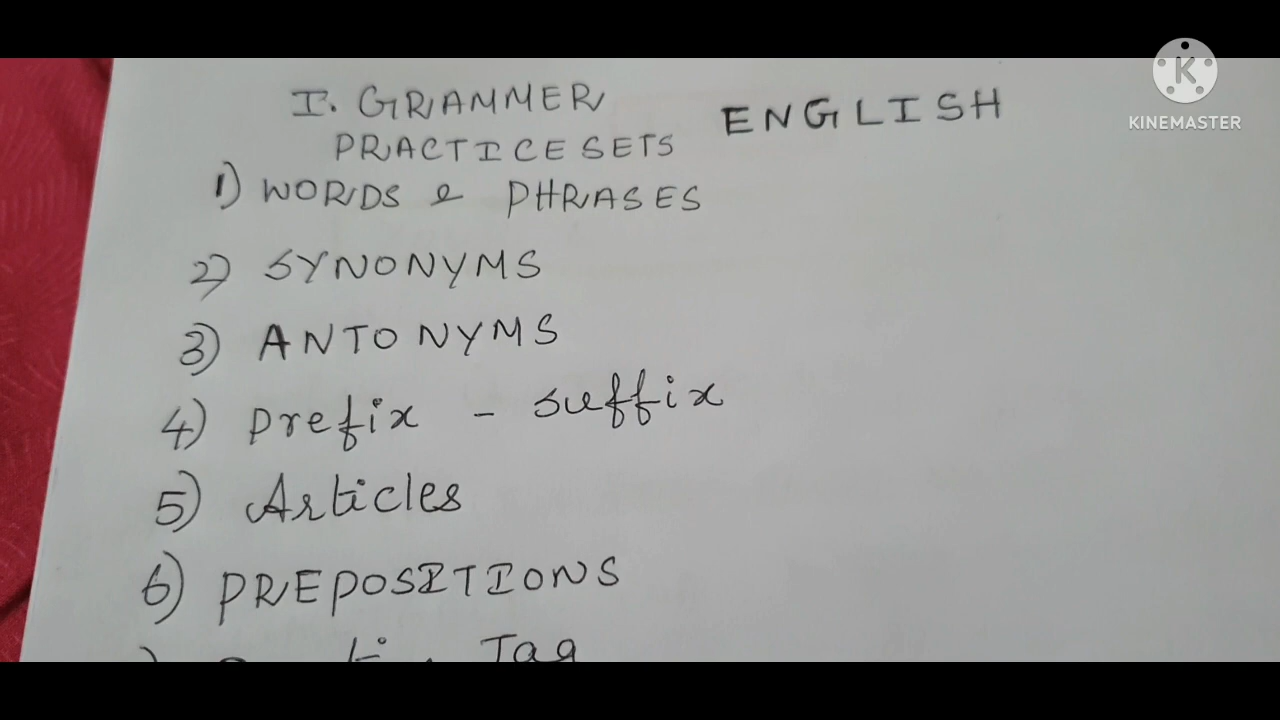 I. GRAMMER
ENGLISH
PRACTICE SETS
1) WORDS & PHRASES
2) SYNONYMS
3) ANTONYMS
4) Prefix - suffix
5) Articles
6) PREPOSITIONS
Tag
K
KINEMASTER